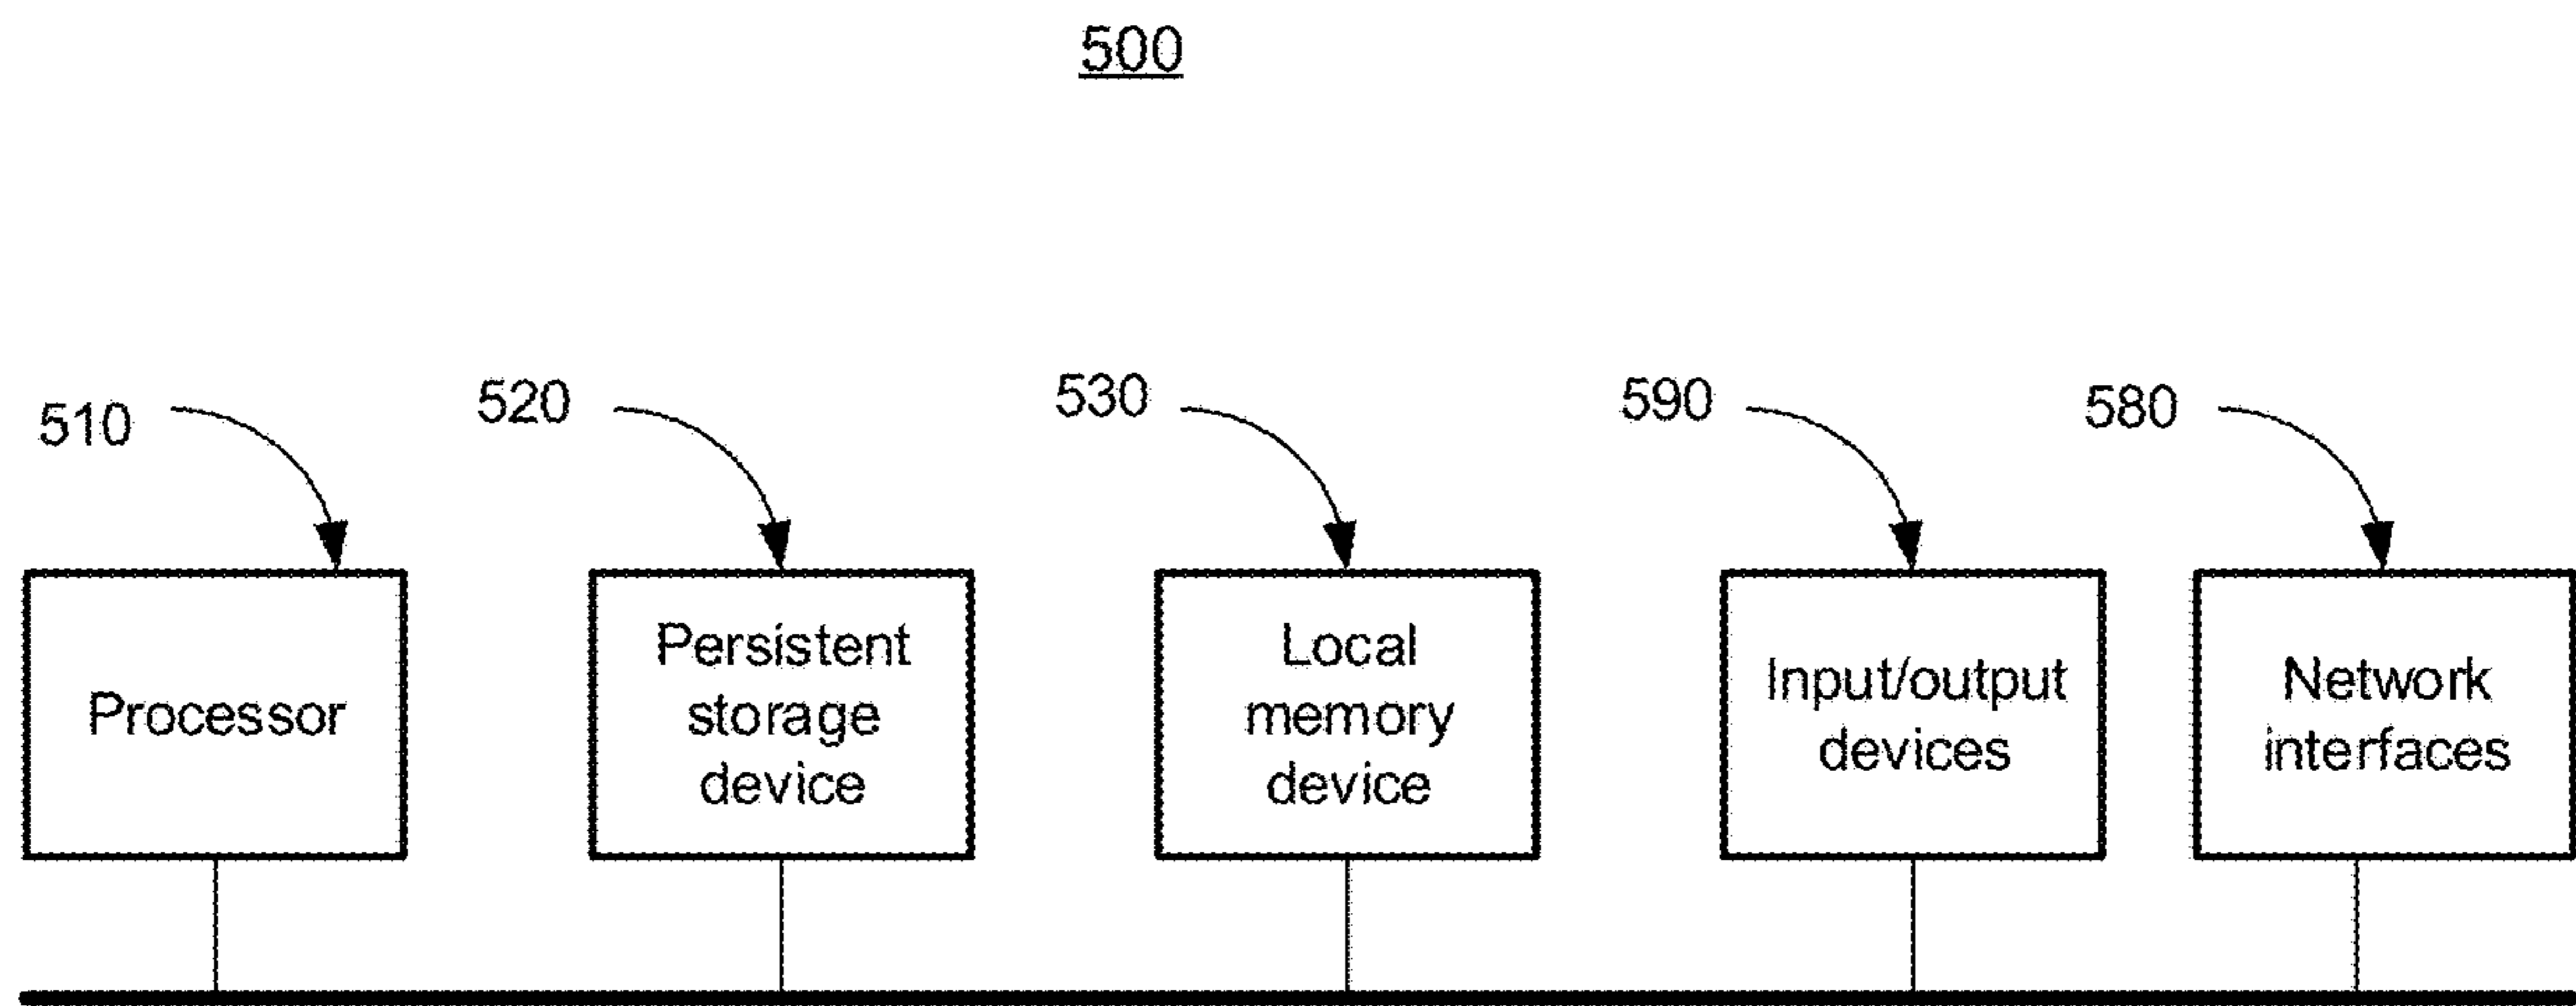 500
510
520
530
590
580
Processor
Persistent
storage
device
Local
memory
device
Input/output
devices
Network
interfaces